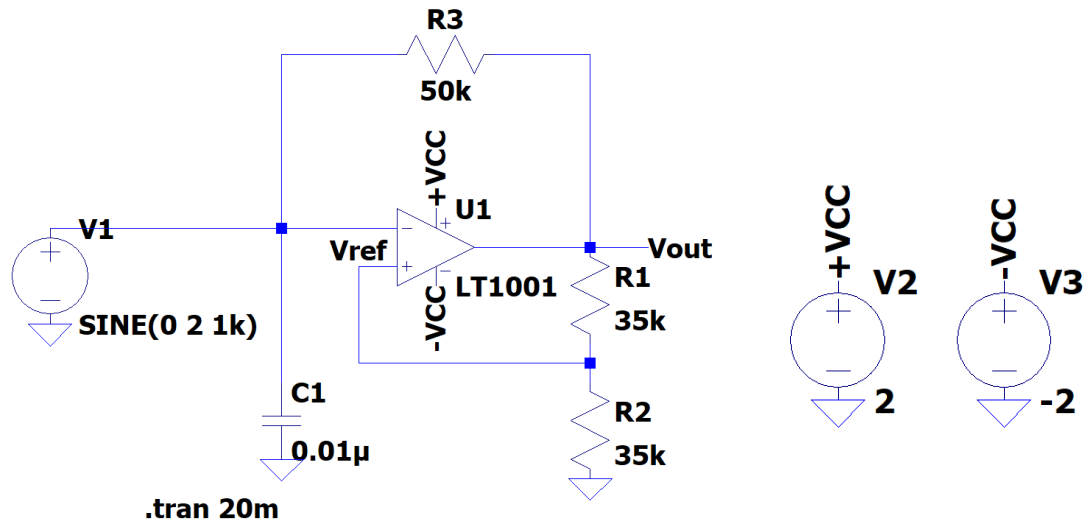 R3
50k
+VCC
V1
U1
Vref
Vout
LT1001
-VCC
SINE(0 2 1k)
R1
35k
C1
0.01µ
R2
35k
.tran 20m
+VCC
V2
2
-VCC
V3
-2